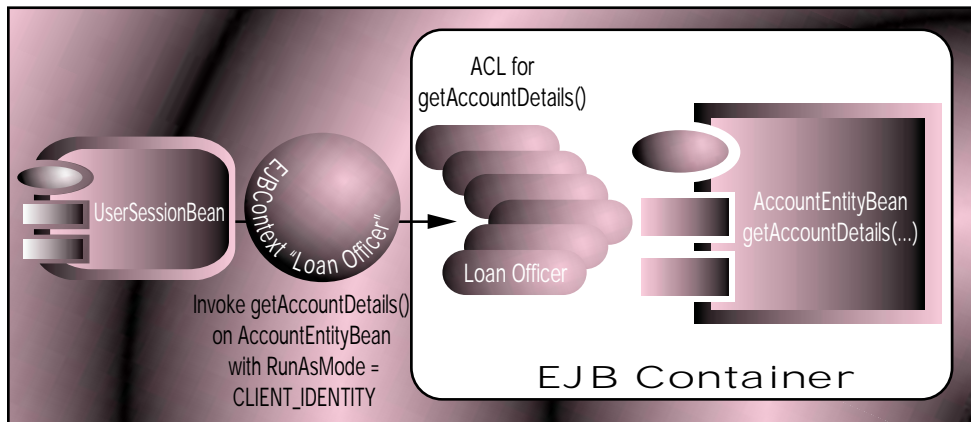 UserSessionBean
EJBContext "Loan Officer"
Invoke getAccountDetails()
on AccountEntityBean
with RunAsMode =
CLIENT_IDENTITY
ACL for
getAccountDetails()
Loan Officer
AccountEntityBean
getAccountDetails(...)
EJB Container